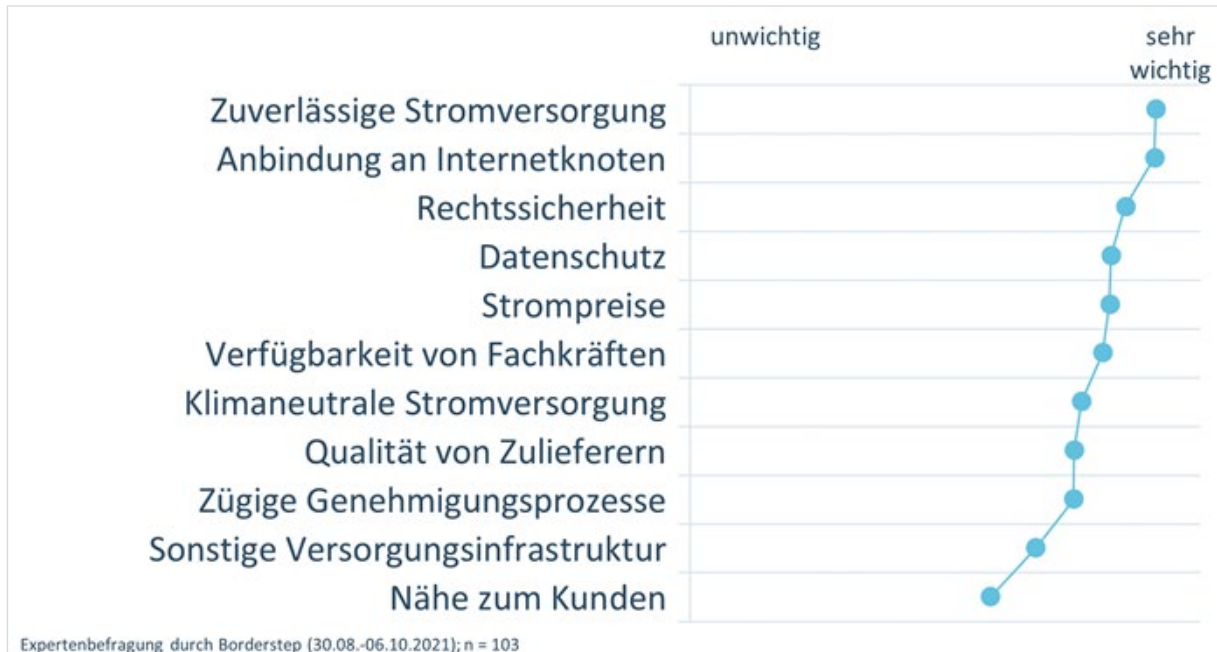 unwichtig
sehr
wichtig
Zuverlässige Stromversorgung
Anbindung an Internetknoten
Rechtssicherheit
Datenschutz
Strompreise
Verfügbarkeit von Fachkräften
Klimaneutrale Stromversorgung
Qualität von Zulieferern
Zügige Genehmigungsprozesse
Sonstige Versorgungsinfrastruktur
Nähe zum Kunden
Expertenbefragung durch Borderstep (30.08.-06.10.2021); n = 103